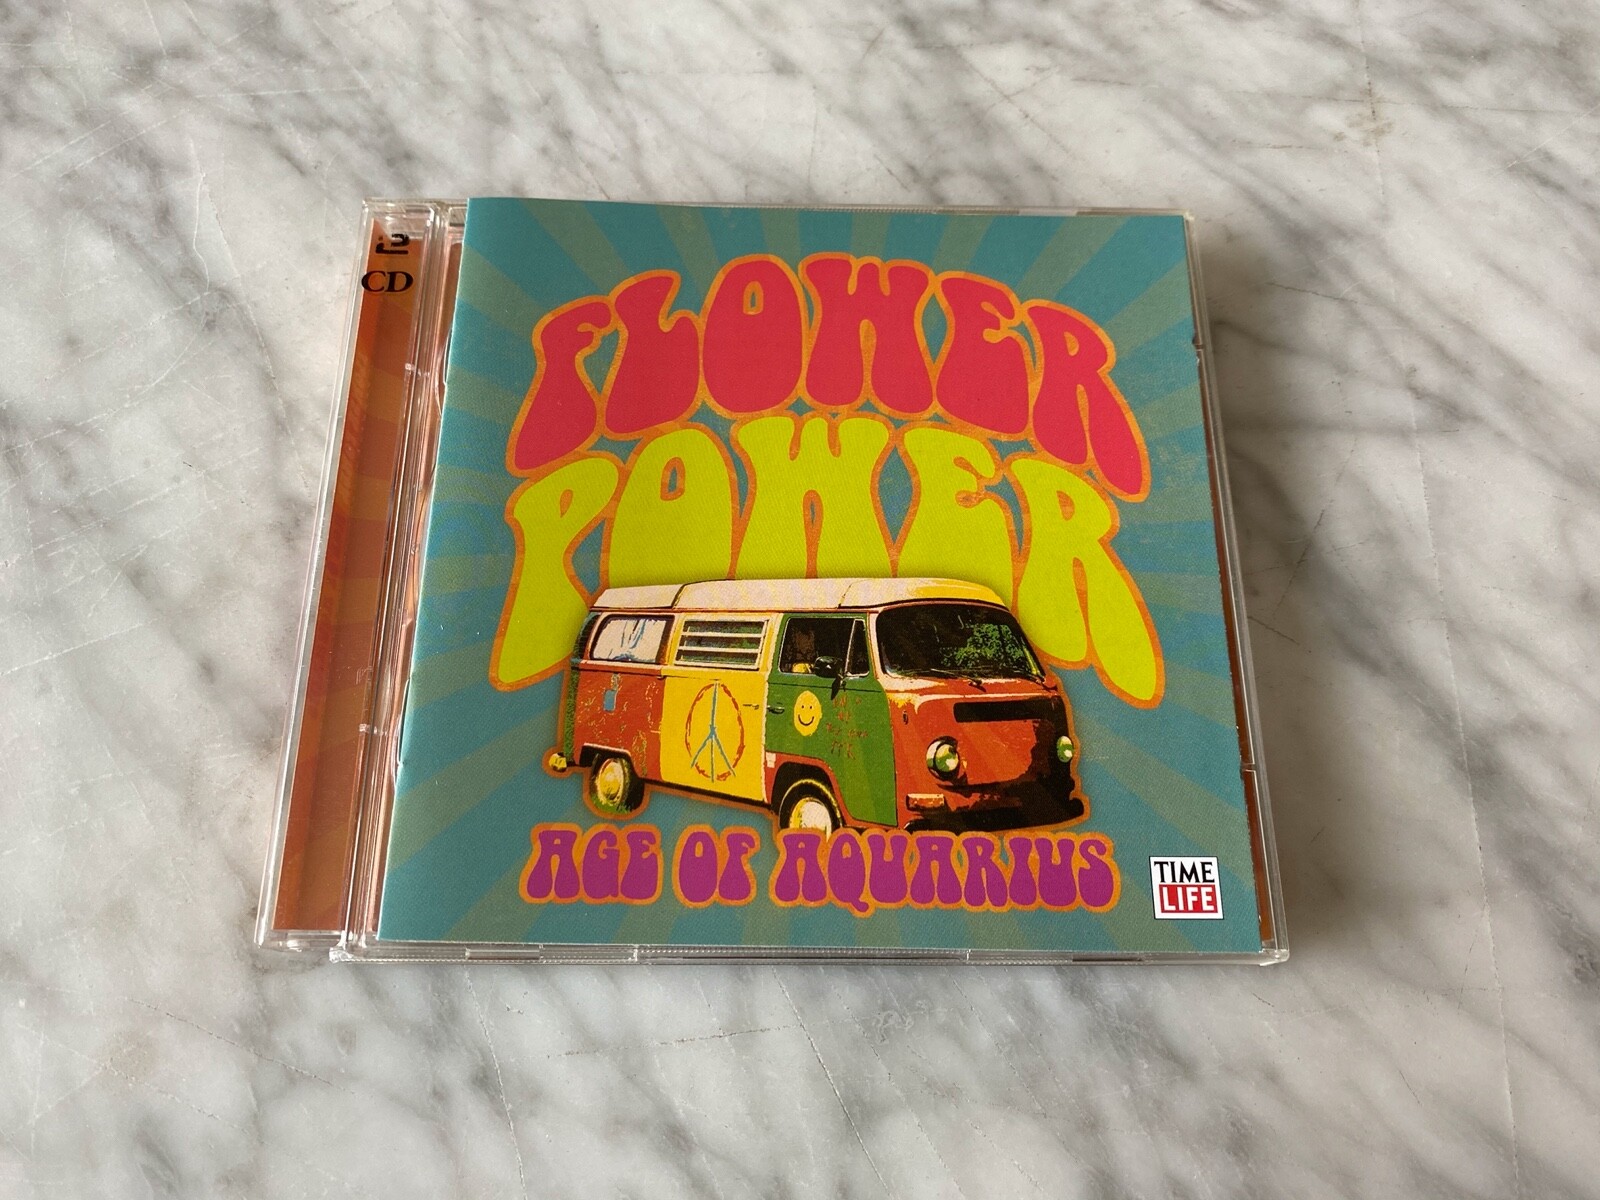 2
CD
FLOWER
POWER
AGE OF AQUARIUS
TIME
LIFE